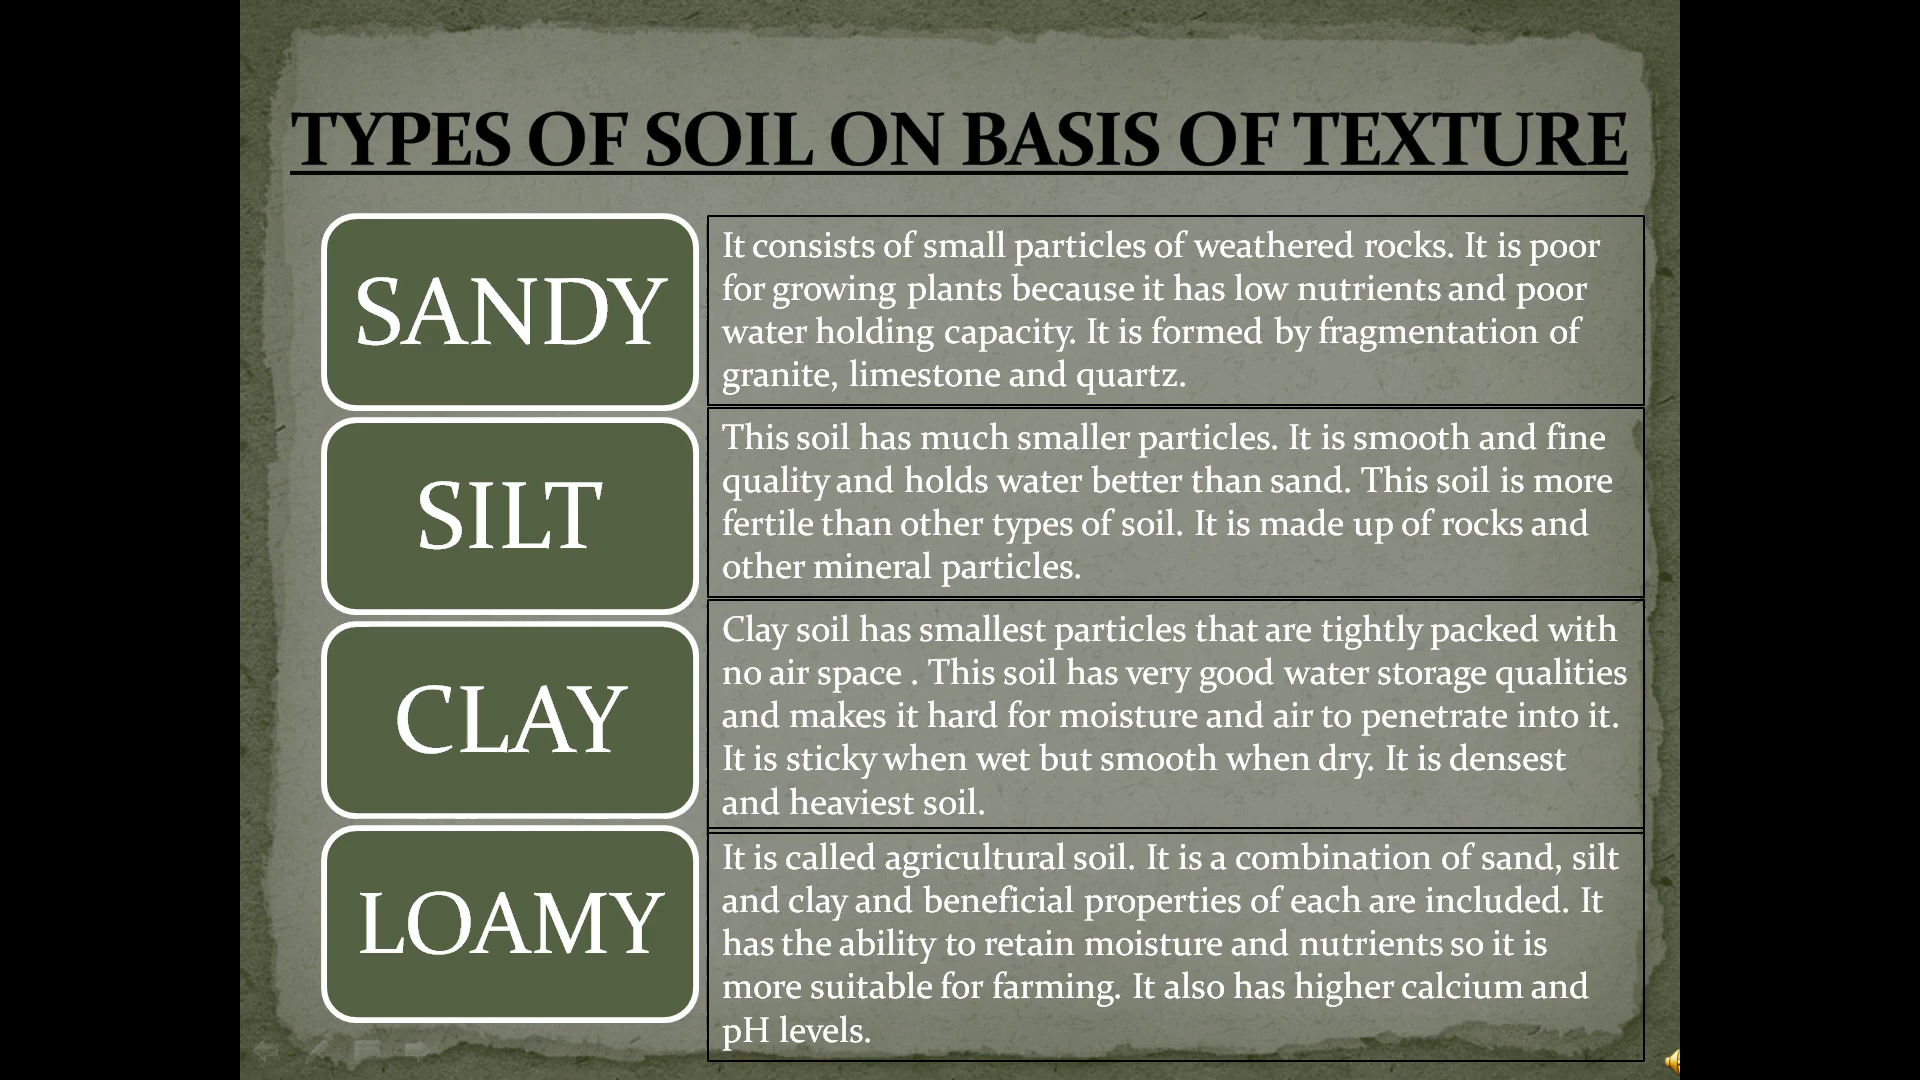 TYPES OF SOIL ON BASIS OF TEXTURE
SANDY
It consists of small particles of weathered rocks. It is poor
for growing plants because it has low nutrients and poor
water holding capacity. It is formed by fragmentation of
granite, limestone and quartz.
SILT
This soil has much smaller particles. It is smooth and fine
quality and holds water better than sand. This soil is more
fertile than other types of soil. It is made up of rocks and
other mineral particles.
CLAY
Clay soil has smallest particles that are tightly packed with
no air space . This soil has very good water storage qualities
and makes it hard for moisture and air to penetrate into it.
It is sticky when wet but smooth when dry. It is densest
and heaviest soil.
LOAMY
It is called agricultural soil. It is a combination of sand, silt
and clay and beneficial properties of each are included. It
has the ability to retain moisture and nutrients so it is
more suitable for farming. It also has higher calcium and
pH levels.